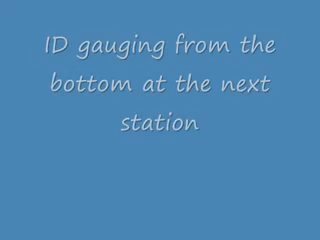 ID gauging from the
bottom at the next
station